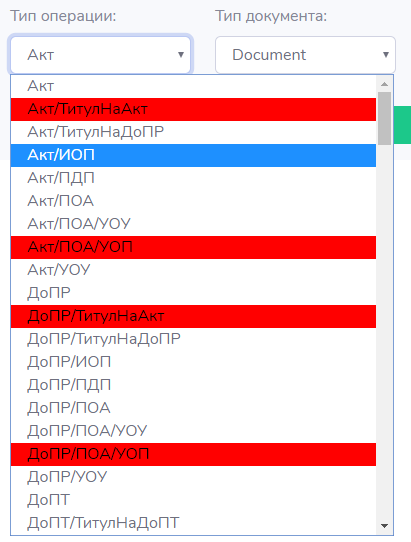 Тип операции: Тип документа:
Акт Document
Акт
Акт/ТитулНаАкт
Акт/ТитулНаДоПР
Акт/ИОП
Акт/ПДП
Акт/ПОА
Акт/ПОА/УОУ
Акт/ПОА/УОП
Акт/УОУ
ДоПР
ДоПР/ТитулНаАкт
ДоПР/ТитулНаДоПР
ДоПР/ИОП
ДоПР/ПДП
ДоПР/ПОА
ДоПР/ПОА/УОУ
ДоПР/ПОА/УОП
ДоПР/УОУ
ДоПТ
ДоПТ/ТитулНаДоПТ